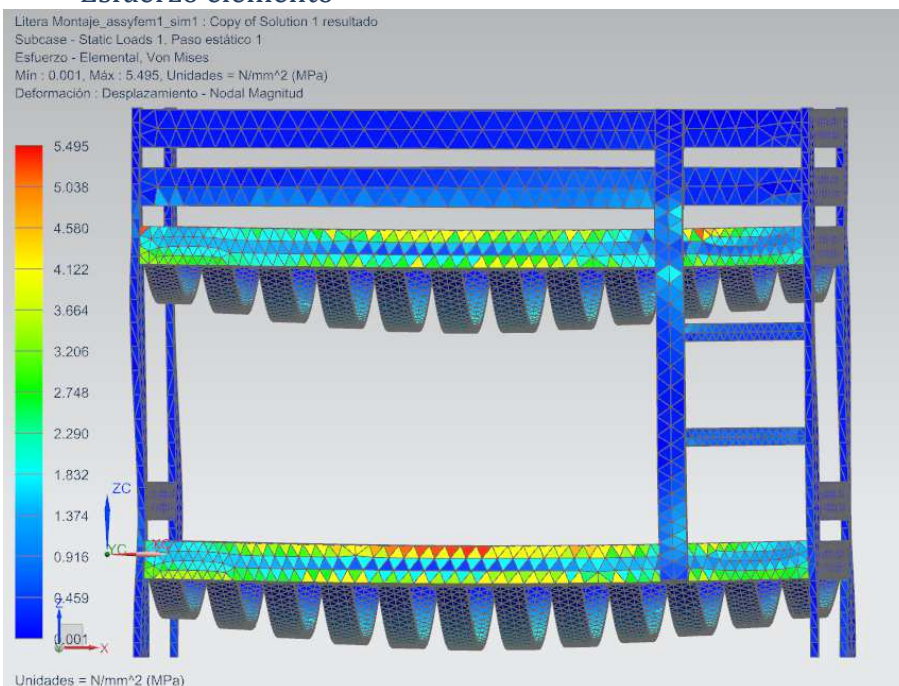 Esfuerzo elemento
Litera Montaje_assyfem1_sim1 : Copy of Solution 1 resultado
Subcase - Static Loads 1, Paso estático 1
Esfuerzo - Elemental, Von Mises
Mín : 0.001, Máx : 5.495, Unidades = N/mm^2 (MPa)
Deformación : Desplazamiento - Nodal Magnitud
5.495
5.038
4.580
4.122
3.664
3.206
2.748
2.290
1.832
1.374
0.916
0.459
0.001
ZC
YC
Z
X
Unidades = N/mm^2 (MPa)